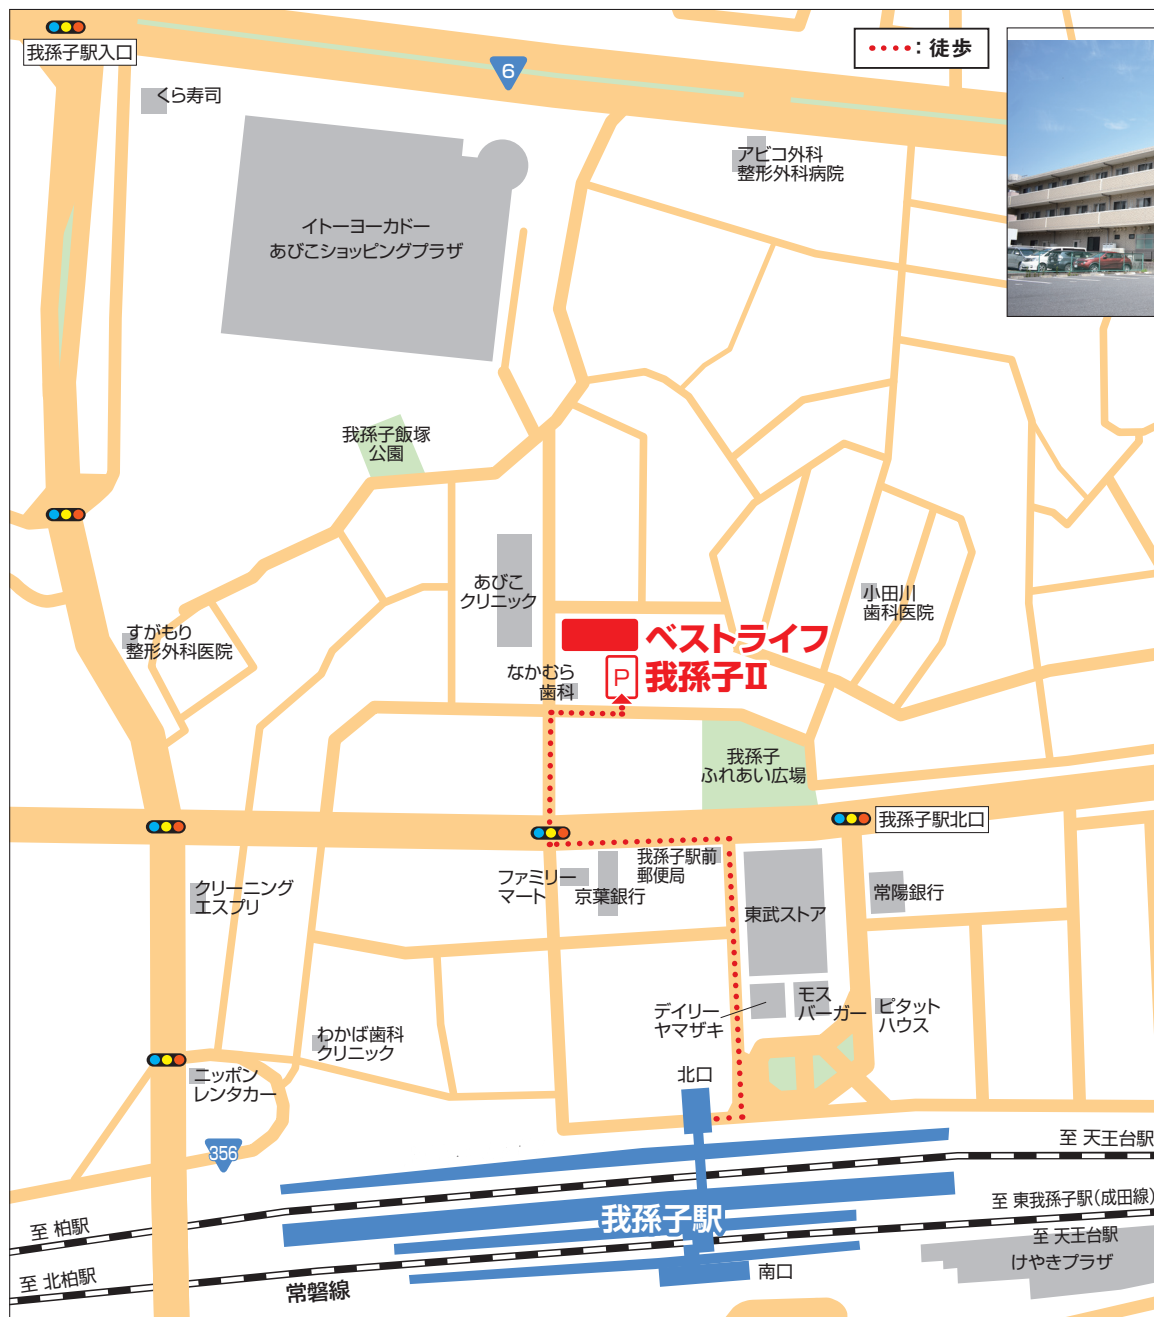 我孫子駅入口
6
：徒歩
くら寿司
アビコ外科
整形外科病院
イトーヨーカドー
あびこショッピングプラザ
我孫子飯塚
公園
あびこ
クリニック
小田川
歯科医院
すがもり
整形外科医院
ベストライフ
我孫子Ⅱ
P
なかむら
歯科
我孫子
ふれあい広場
我孫子駅北口
我孫子駅前
郵便局
ファミリー
マート
京葉銀行
クリーニング
エスプリ
東武ストア
常陽銀行
デイリー
ヤマザキ
モス
バーガー
ピタット
ハウス
わかば歯科
クリニック
ニッポン
レンタカー
北口
356
至 天王台駅
至 東我孫子駅(成田線)
至 柏駅
我孫子駅
至 天王台駅
けやきプラザ
至 北柏駅
常磐線
南口